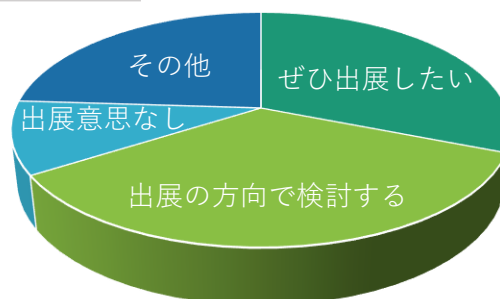 その他
ぜひ出展したい
出展意思なし
出展の方向で検討する